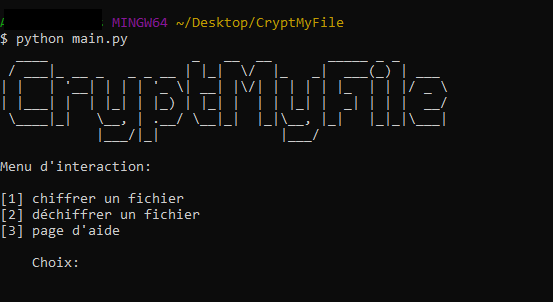 MINGW64 ~/Desktop/CryptMyFile
$ python main.py
CryptMyFile
Menu d'interaction:
[1] chiffrer un fichier
[2] déchiffrer un fichier
[3] page d'aide
Choix: